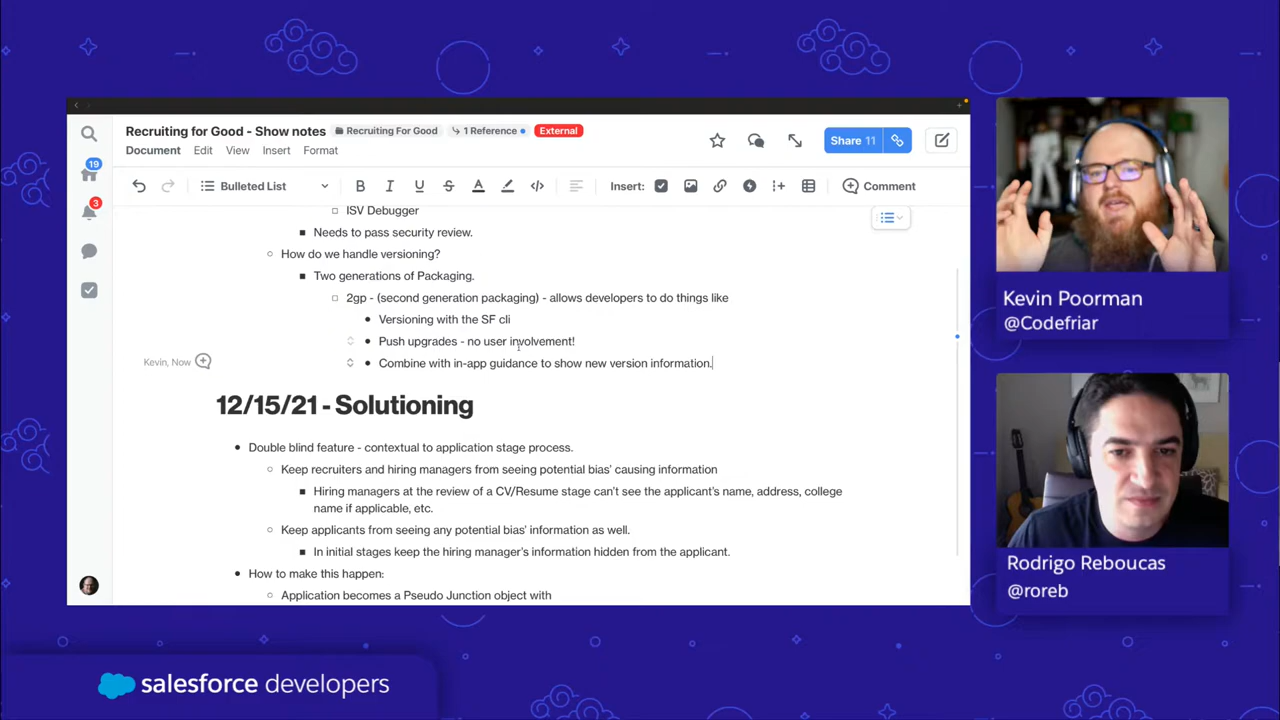 Recruiting for Good - Show notes
Recruiting For Good
1 Reference
External
Document
Edit
View
Insert
Format
Share 11
19
3
Bulleted List
B
I
U
S
A
Insert:
Comment
ISV Debugger
Needs to pass security review.
How do we handle versioning?
Two generations of Packaging.
2gp - (second generation packaging) - allows developers to do things like
Versioning with the SF cli
Push upgrades - no user involvement!
Kevin, Now
Combine with in-app guidance to show new version information.
12/15/21 - Solutioning
Double blind feature - contextual to application stage process.
Keep recruiters and hiring managers from seeing potential bias' causing information
Hiring managers at the review of a CV/Resume stage can't see the applicant's name, address, college
name if applicable, etc.
Keep applicants from seeing any potential bias' information as well.
In initial stages keep the hiring manager's information hidden from the applicant.
How to make this happen:
Application becomes a Pseudo Junction object with
Kevin Poorman
@Codefriar
Rodrigo Reboucas
@roreb
salesforce developers